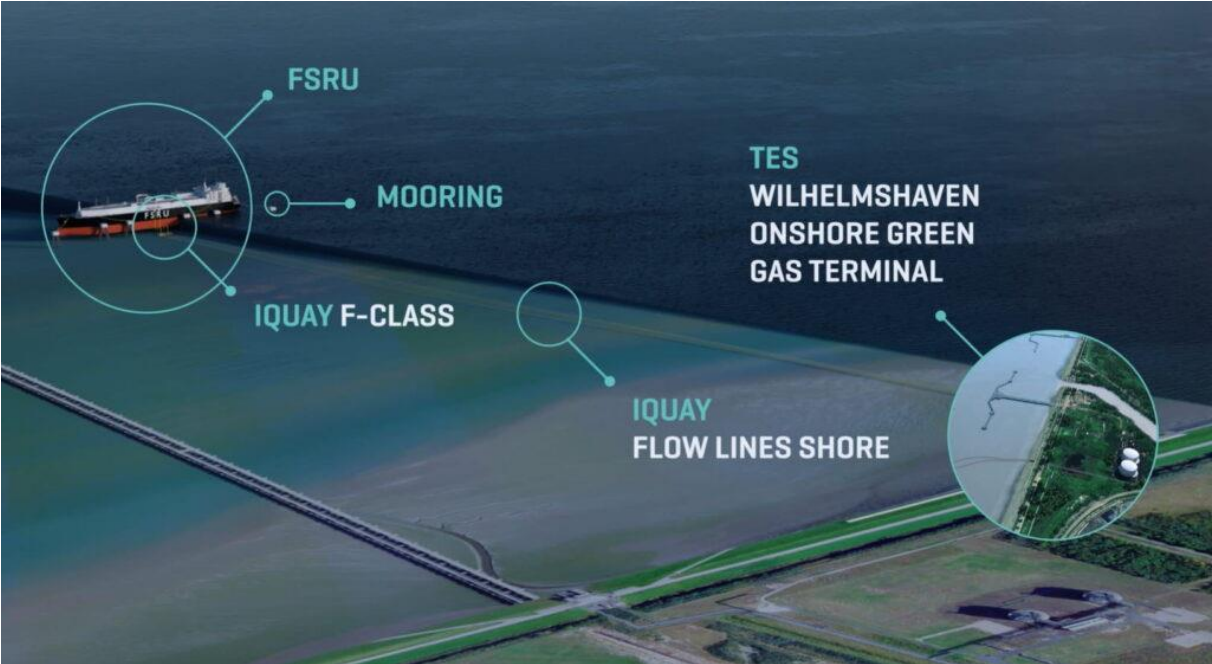 FSRU
MOORING
FSRU
IQUAY F-CLASS
TES
WILHELMSHAVEN
ONSHORE GREEN
GAS TERMINAL
IQUAY
FLOW LINES SHORE